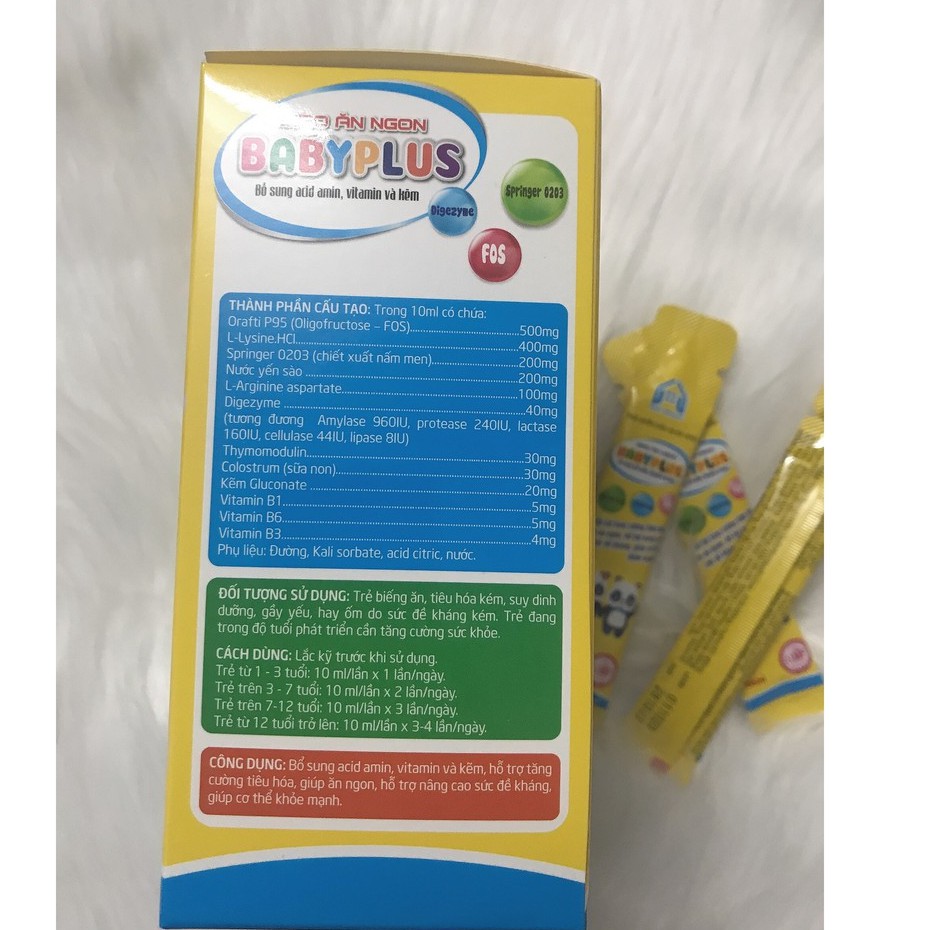 ĂN NGON
BABYPLUS
Bổ sung acid amin, vitamin và kẽm
Digezyme
Springer 0203
FOS
THÀNH PHẦN CẤU TẠO: Trong 10ml có chứa:
Orafti P95 (Oligofructose – FOS)....................500mg
L-Lysine.HCl....................400mg
Springer 0203 (chiết xuất nấm men)....................200mg
Nước yến sào ....................200mg
L-Arginine aspartate....................100mg
Digezyme ....................40mg
(tương đương Amylase 960IU, protease 240IU, lactase
160IU, cellulase 44IU, lipase 8IU)
Thymomodulin....................30mg
Colostrum (sữa non)....................30mg
Kẽm Gluconate ....................20mg
Vitamin B1....................5mg
Vitamin B6....................5mg
Vitamin B3....................4mg
Phụ liệu: Đường, Kali sorbate, acid citric, nước.
ĐỐI TƯỢNG SỬ DỤNG: Trẻ biếng ăn, tiêu hóa kém, suy dinh
dưỡng, gầy yếu, hay ốm do sức đề kháng kém. Trẻ đang
trong độ tuổi phát triển cần tăng cường sức khỏe.
CÁCH DÙNG: Lắc kỹ trước khi sử dụng.
Trẻ từ 1 - 3 tuổi: 10 ml/lần x 1 lần/ngày.
Trẻ trên 3 - 7 tuổi: 10 ml/lần x 2 lần/ngày.
Trẻ trên 7-12 tuổi: 10 ml/lần x 3 lần/ngày.
Trẻ từ 12 tuổi trở lên: 10 ml/lần x 3-4 lần/ngày.
CÔNG DỤNG: Bổ sung acid amin, vitamin và kẽm, hỗ trợ tăng
cường tiêu hóa, giúp ăn ngon, hỗ trợ nâng cao sức đề kháng,
giúp cơ thể khỏe mạnh.
BABYPLUS
BABYPLUS